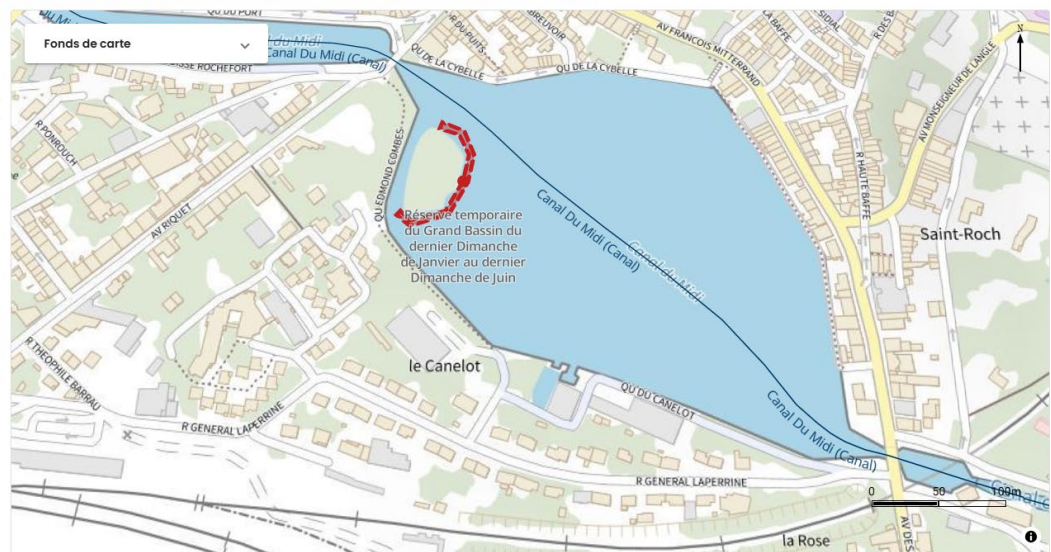 QU DU PORT
Fonds de carte
Canal du Midi
Canal Du Midi (Canal)
QU DE LA CYBELLE
QU DE LA CYBELLE
R DU PUITS
AV FRANCOIS MITTERRAND
AV MONSEIGNEUR DE LANGLE
N
R PONROUCH
AV RIQUET
QU EDMOND COMBES
R HAUTE BAFFE
Réserve temporaire
du Grand Bassin du
dernier Dimanche
de Janvier au dernier
Dimanche de Juin
Canal Du Midi (Canal)
Canal du Midi
Saint-Roch
le Canelot
R THEOPHILE BARRAU
R GENERAL LAPERRINE
QU DU CANELOT
Canal Du Midi (Canal)
R GENERAL LAPERRINE
0 50 100m
AV DES
la Rose